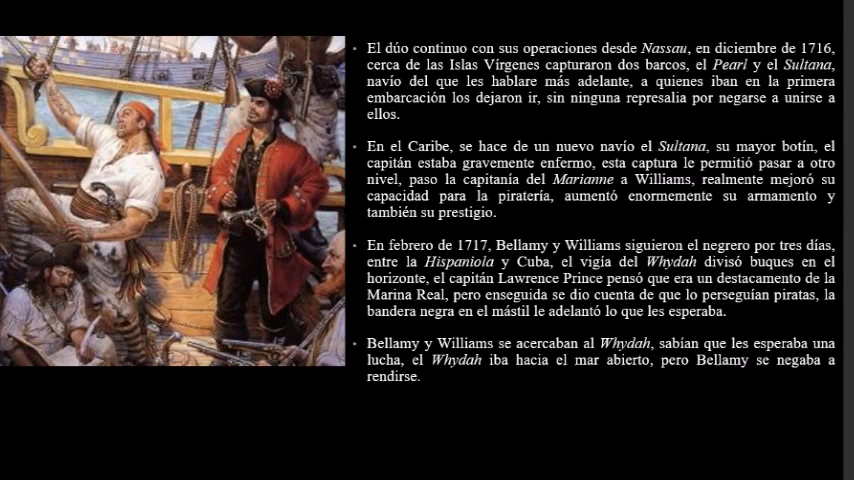 El dúo continuo con sus operaciones desde Nassau, en diciembre de 1716,
cerca de las Islas Vírgenes capturaron dos barcos, el Pearl y el Sultana,
navío del que les hablare más adelante, a quienes iban en la primera
embarcación los dejaron ir, sin ninguna represalia por negarse a unirse a
ellos.
En el Caribe, se hace de un nuevo navío el Sultana, su mayor botín, el
capitán estaba gravemente enfermo, esta captura le permitió pasar a otro
nivel, paso la capitanía del Marianne a Williams, realmente mejoró su
capacidad para la piratería, aumentó enormemente su armamento y
también su prestigio.
En febrero de 1717, Bellamy y Williams siguieron el negrero por tres días,
entre la Hispaniola y Cuba, el vigía del Whydah divisó buques en el
horizonte, el capitán Lawrence Prince pensó que era un destacamento de la
Marina Real, pero enseguida se dio cuenta de que lo perseguían piratas, la
bandera negra en el mástil le adelantó lo que les esperaba.
Bellamy y Williams se acercaban al Whydah, sabían que les esperaba una
lucha, el Whydah iba hacia el mar abierto, pero Bellamy se negaba a
rendirse.